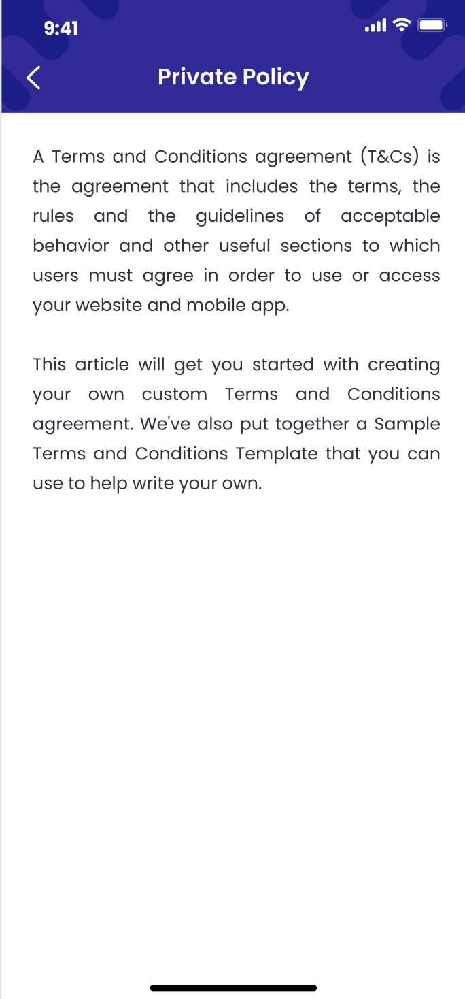 9:41
Private Policy
A Terms and Conditions agreement (T&Cs) is
the agreement that includes the terms, the
rules and the guidelines of acceptable
behavior and other useful sections to which
users must agree in order to use or access
your website and mobile app.
This article will get you started with creating
your own custom Terms and Conditions
agreement. We've also put together a Sample
Terms and Conditions Template that you can
use to help write your own.